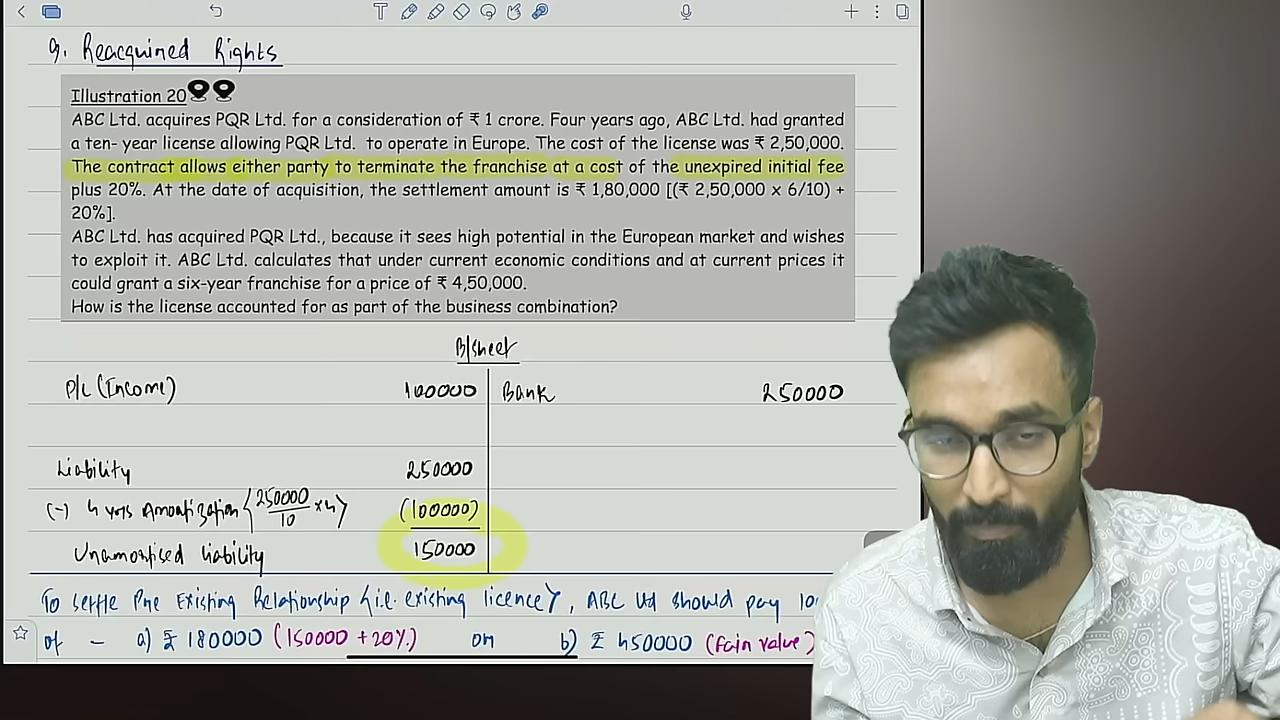 9. Reacquired Rights
Illustration 20
ABC Ltd. acquires PQR Ltd. for a consideration of ₹ 1 crore. Four years ago, ABC Ltd. had granted
a ten- year license allowing PQR Ltd. to operate in Europe. The cost of the license was ₹ 2,50,000.
The contract allows either party to terminate the franchise at a cost of the unexpired initial fee
plus 20%. At the date of acquisition, the settlement amount is ₹ 1,80,000 [(₹ 2,50,000 x 6/10) +
20%].
ABC Ltd. has acquired PQR Ltd., because it sees high potential in the European market and wishes
to exploit it. ABC Ltd. calculates that under current economic conditions and at current prices it
could grant a six-year franchise for a price of ₹ 4,50,000.
How is the license accounted for as part of the business combination?
B/Sheet
P/L (Income) 100000 Bank 250000
Liability 250000
(-) 4 yrs Amortization {250000/10 x4} (100000)
Unamortised liability 150000
To settle Pre Existing Relationship {i.e. existing licence}, ABC Ltd should pay
of - a) ₹ 180000 (150000 +20%) or b) ₹ 450000 (Fair value)